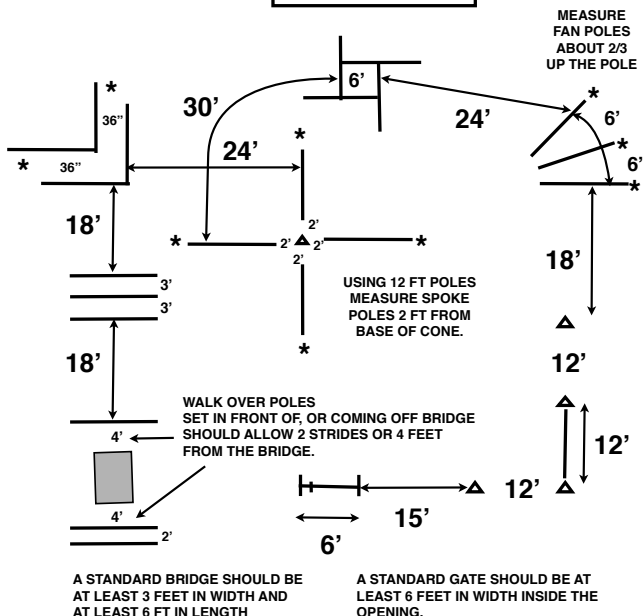 MEASURE
FAN POLES
ABOUT 2/3
UP THE POLE
*
6’
*
30’
24’
6’
*
36”
24’
*
*
6’
*
36”
*
18’
2’
*
2’
2’
*
18’
2’
3’
USING 12 FT POLES
MEASURE SPOKE
POLES 2 FT FROM
BASE OF CONE.
3’
*
18’
12’
WALK OVER POLES
SET IN FRONT OF, OR COMING OFF BRIDGE
SHOULD ALLOW 2 STRIDES OR 4 FEET
FROM THE BRIDGE.
4’
12’
12’
4’
15’
2’
6’
A STANDARD BRIDGE SHOULD BE
AT LEAST 3 FEET IN WIDTH AND
AT LEAST 6 FT IN LENGTH
A STANDARD GATE SHOULD BE AT
LEAST 6 FEET IN WIDTH INSIDE THE
OPENING.